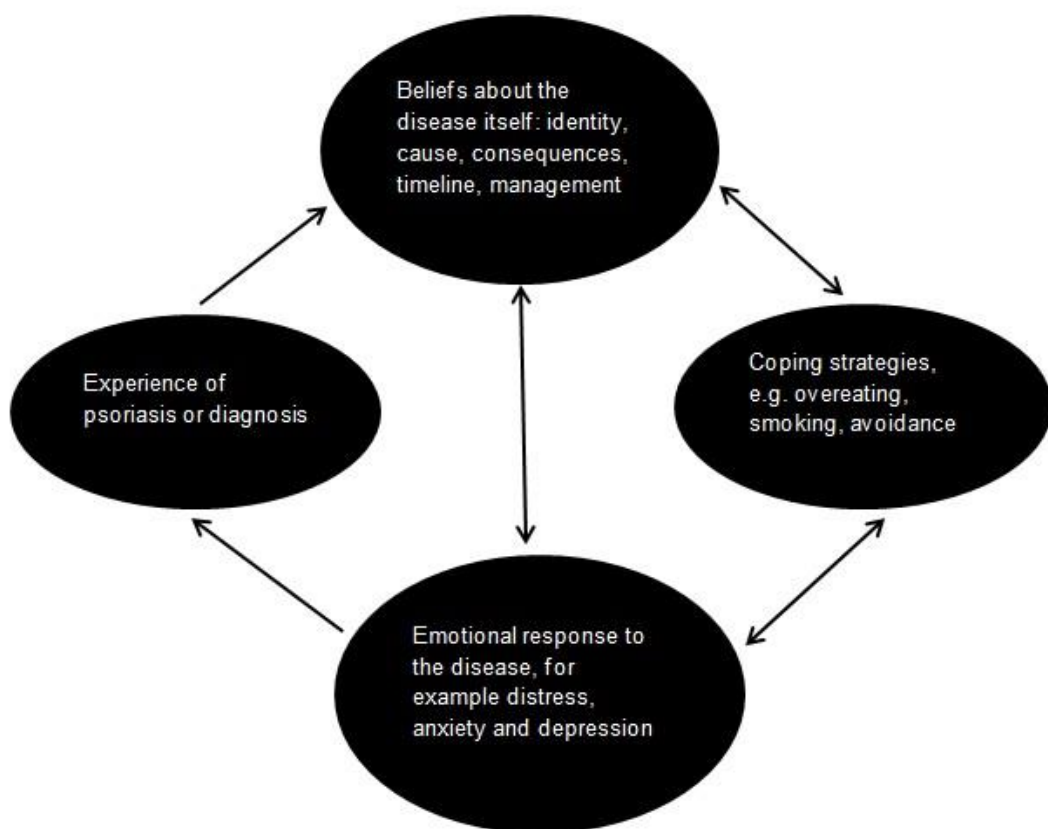 Beliefs about the
disease itself: identity,
cause, consequences,
timeline, management
Experience of
psoriasis or diagnosis
Coping strategies,
e.g. overeating,
smoking, avoidance
Emotional response to
the disease, for
example distress,
anxiety and depression